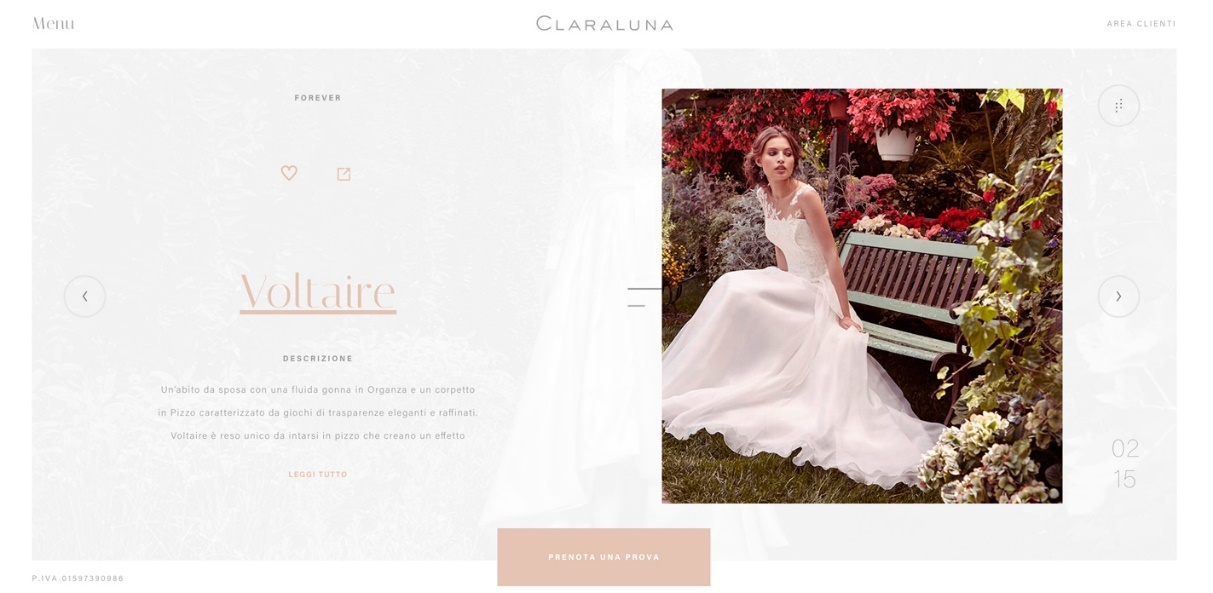 Menu
CLARALUNA
AREA CLIENTI
FOREVER
Voltaire
DESCRIZIONE
Un'abito da sposa con una fluida gonna in Organza e un corpetto
in Pizzo caratterizzato da giochi di trasparenze eleganti e raffinati.
Voltaire è reso unico da intarsi in pizzo che creano un effetto
LEGGI TUTTO
02
15
PRENOTA UNA PROVA
P.IVA 01597390986